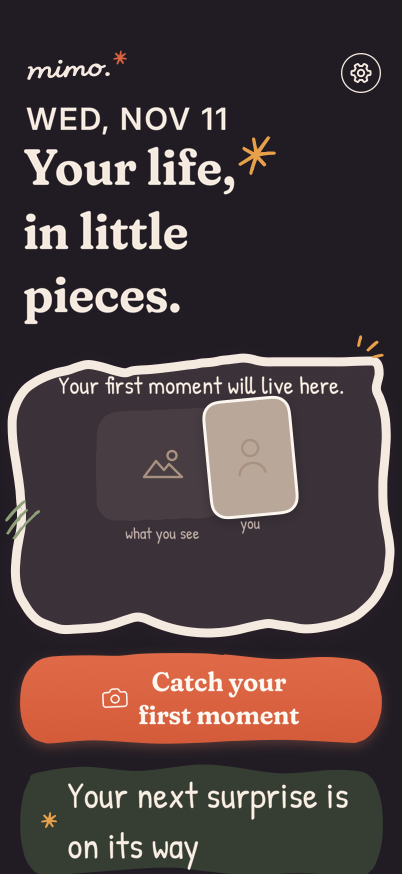 mimo.
WED, NOV 11
Your life,
in little
pieces.
Your first moment will live here.
what you see
you
Catch your
first moment
Your next surprise is
on its way